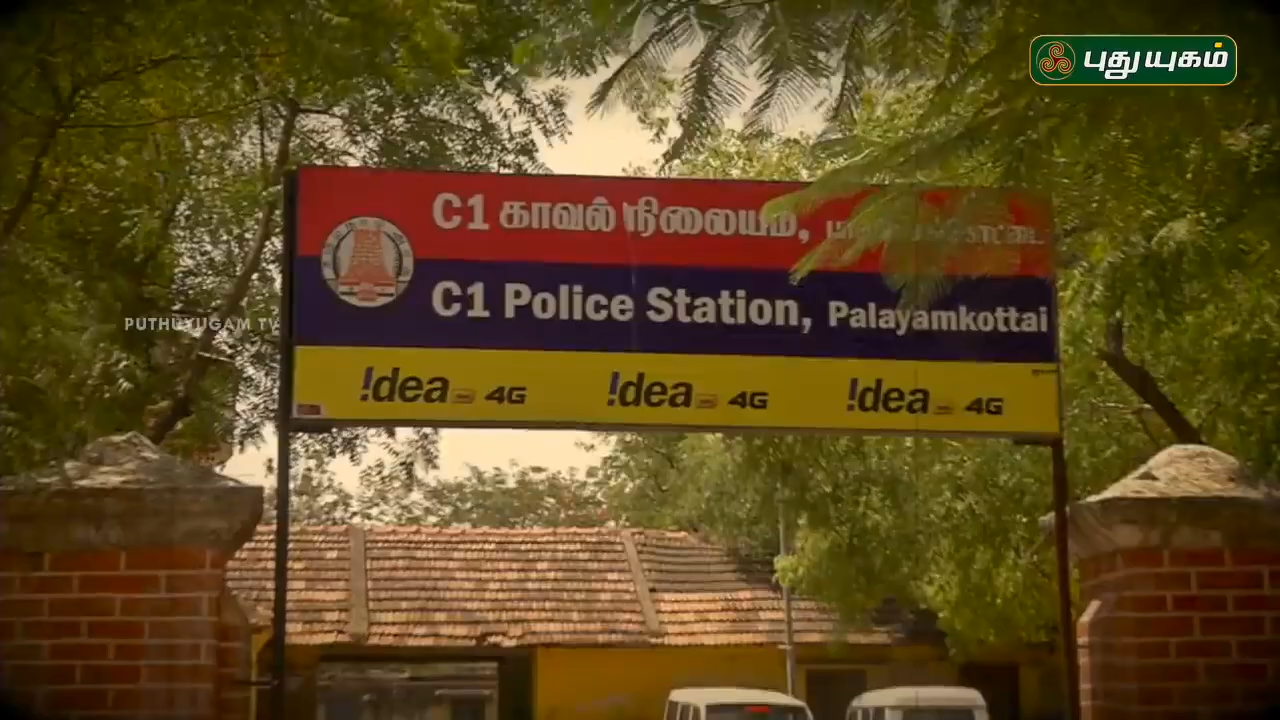 புதுயுகம்
C1 காவல் நிலையம்,
C1 Police Station, Palayamkottai
PUTHUYUGAM TV
!dea 4G !dea 4G !dea 4G